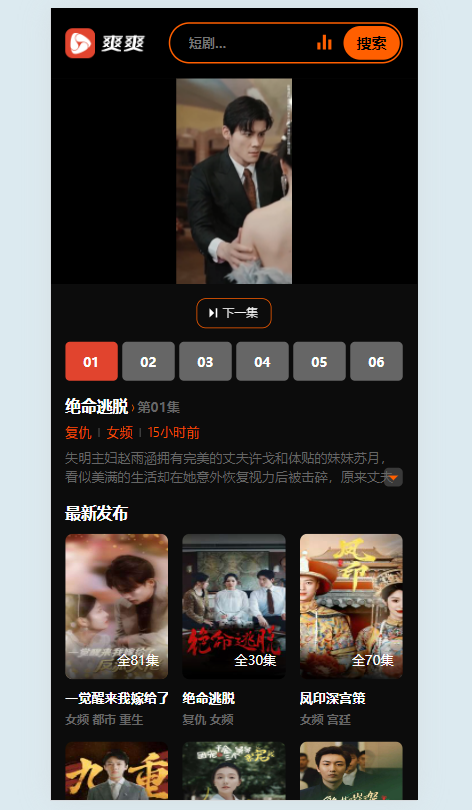 爽爽
短剧...
搜索
下一集
01 02 03 04 05 06
绝命逃脱 第01集
复仇 | 女频 | 15小时前
失明主妇赵雨涵拥有完美的丈夫许戈和体贴的妹妹苏月，
看似美满的生活却在她意外恢复视力后被击碎，原来丈夫
最新发布
一觉醒来我嫁给
全81集
绝命逃脱
全30集
凤印
全70集
一觉醒来我嫁给了 绝命逃脱 凤印深宫策
女频 都市 重生 复仇 女频 女频 宫廷
九重